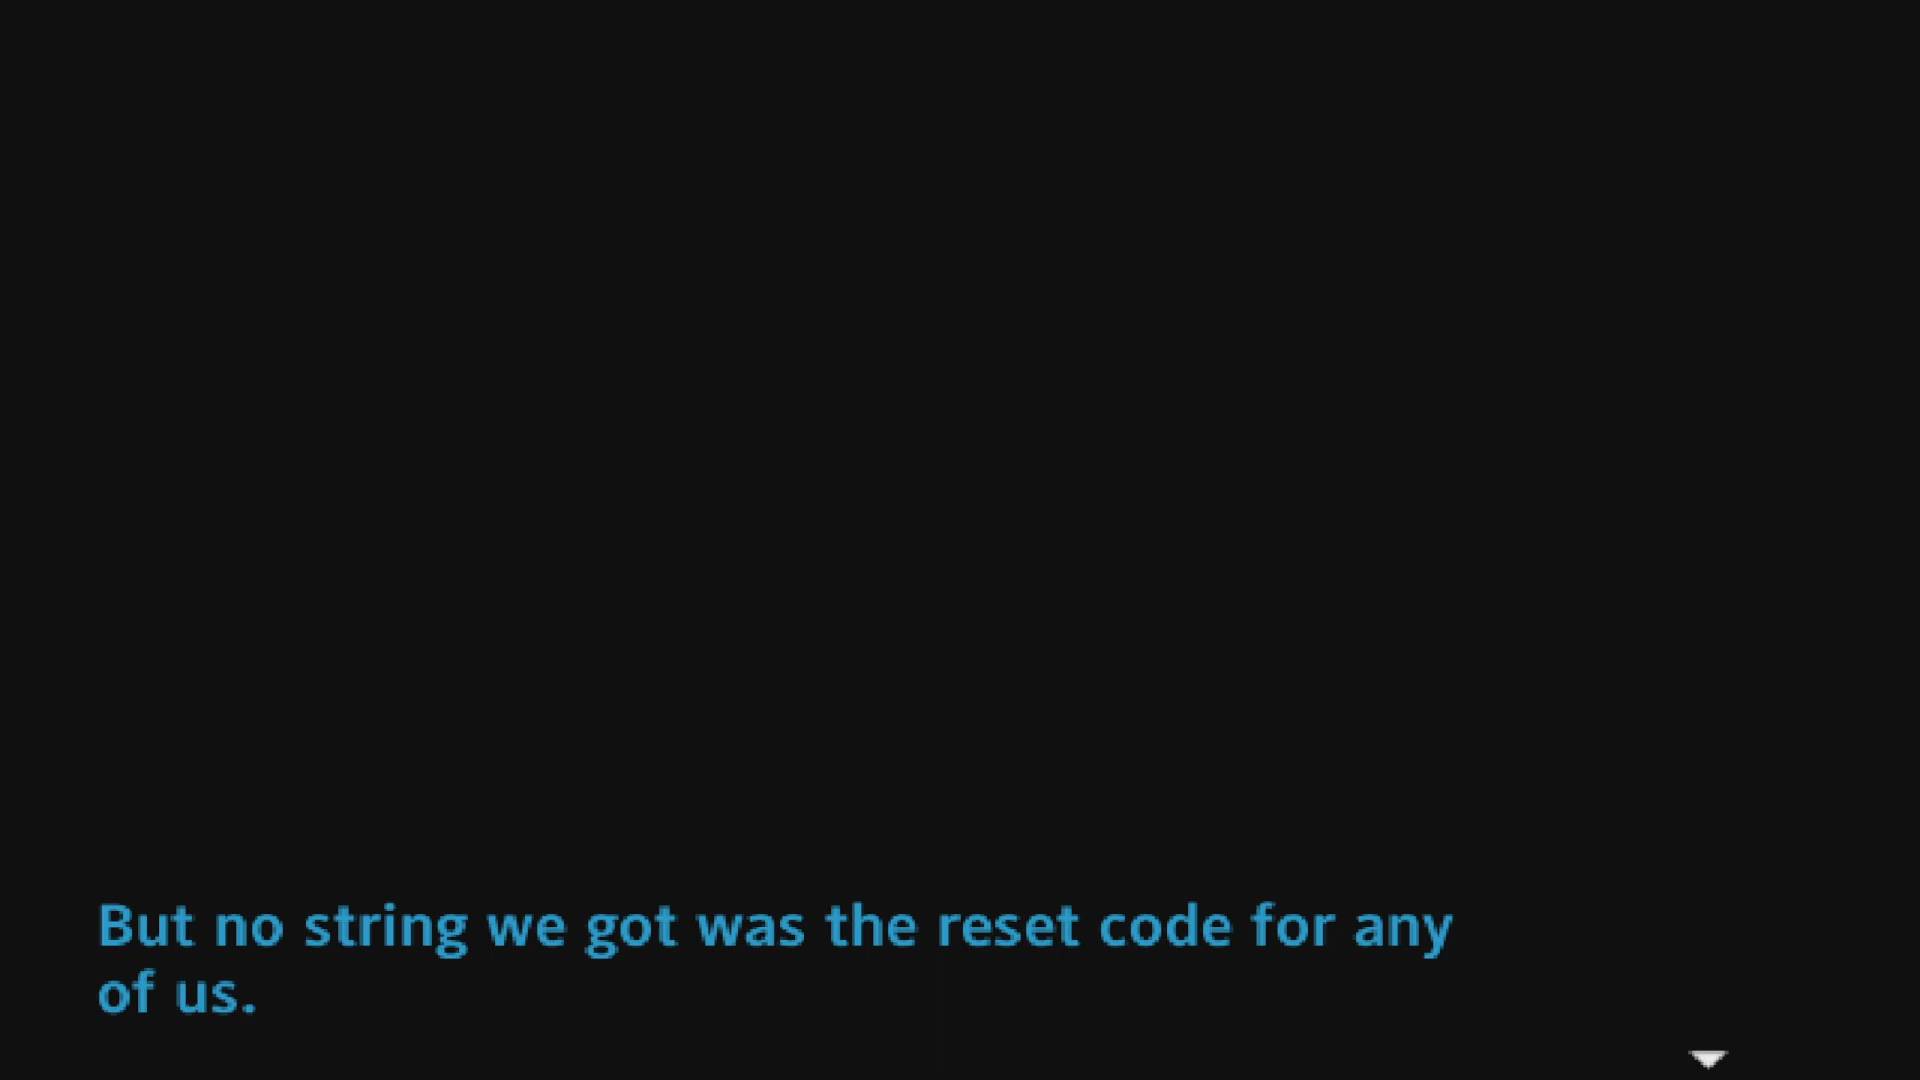 But no string we got was the reset code for any
of us.